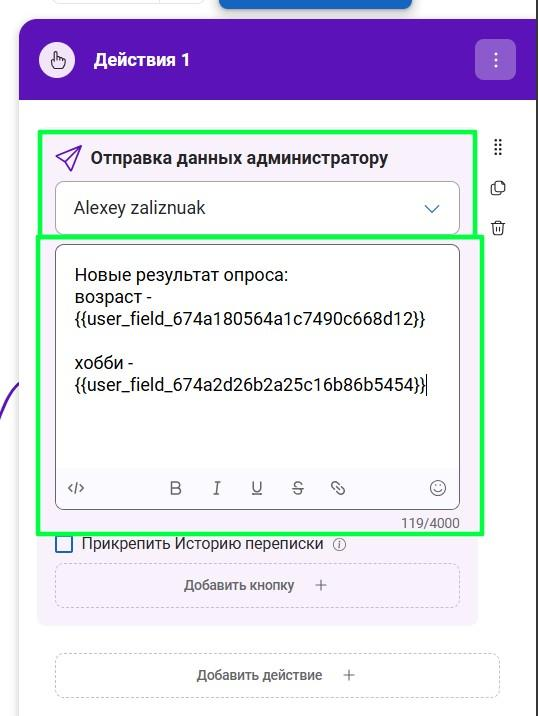 Действия 1
Отправка данных администратору
Alexey zaliznuak
Новые результат опроса:
возраст -
{{user_field_674a180564a1c7490c668d12}}
хобби -
{{user_field_674a2d26b2a25c16b86b5454}}
B I U S
119/4000
Прикрепить Историю переписки
Добавить кнопку +
Добавить действие +